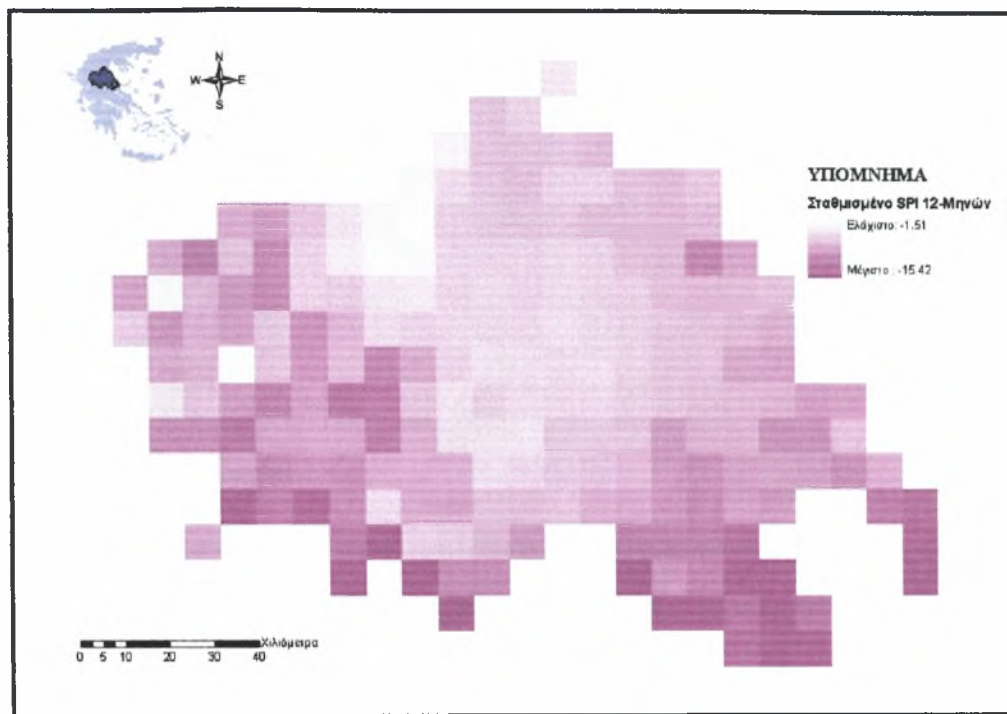 N
W E
S
ΥΠΟΜΝΗΜΑ
Σταθμισμένο SPI 12-Μηνών
Ελάχιστο: -1.51
Μέγιστο : -15.42
Χιλιόμετρα
0 5 10 20 30 40